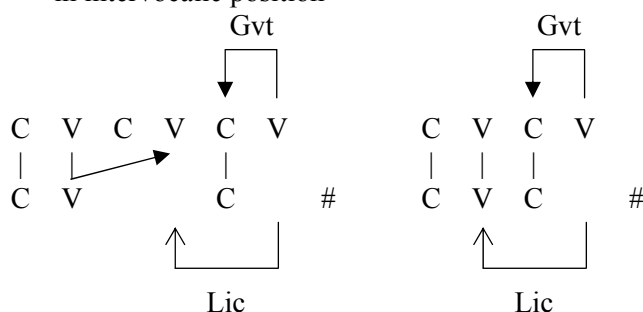 in intervocalic position
Gvt Gvt
C V C V C V C V C V
C V C # C V C #
Lic Lic